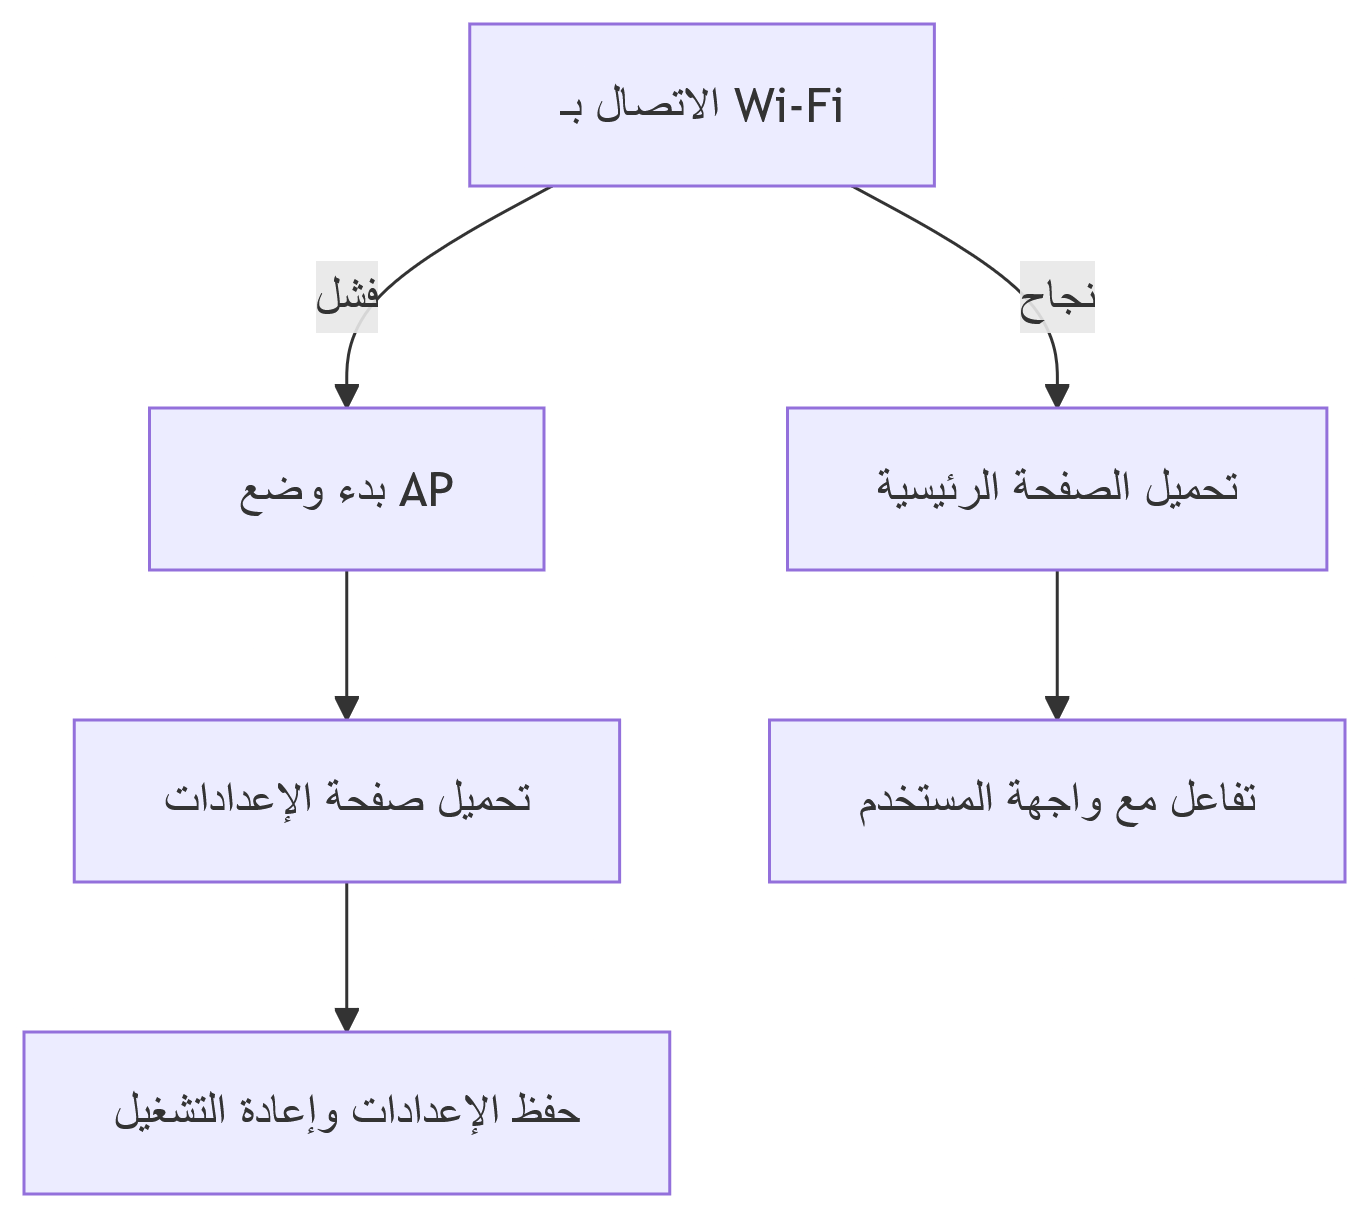 الاتصال بـ Wi-Fi
فشل
نجاح
بدء وضع AP
تحميل الصفحة الرئيسية
تحميل صفحة الإعدادات
تفاعل مع واجهة المستخدم
حفظ الإعدادات وإعادة التشغيل